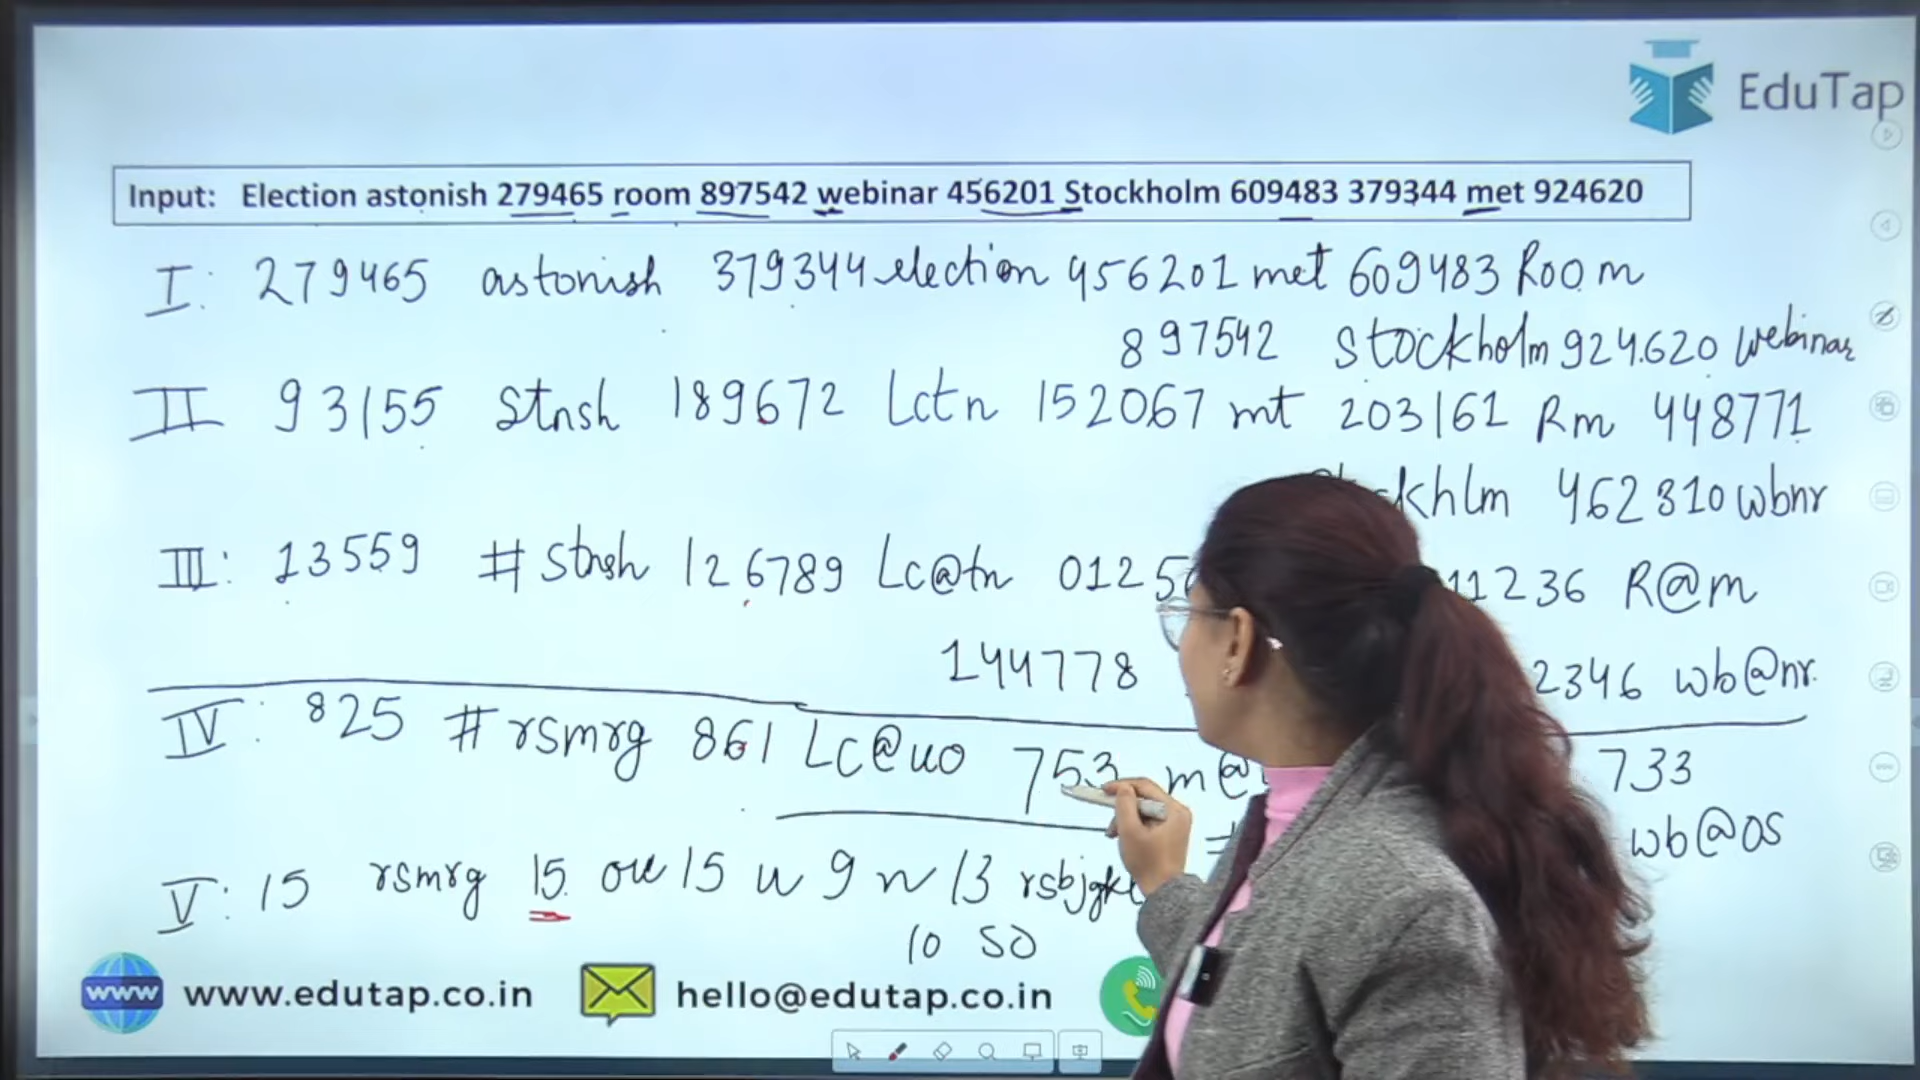 EduTap
Input: Election astonish 279465 room 897542 webinar 456201 Stockholm 609483 379344 met 924620
I: 279465 astonish 379344 election 456201 met 609483 Room
897542 Stockholm 924620 webinar
II 93155 Stnsh 189672 Lctn 152067 mt 203161 Rm 448771
khlm 462310 wbnr
III: 13559 #Stnsh 126789 Lc@tn 0125 11236 R@m
144778 2346 wb@nr
IV: 825 #rsmrg 861 Lc@uo 753 m@ 733
wb@os
V: 15 rsmrg 15 ou 15 u 9 n 13 rsbjgkl
10 so
www www.edutap.co.in hello@edutap.co.in